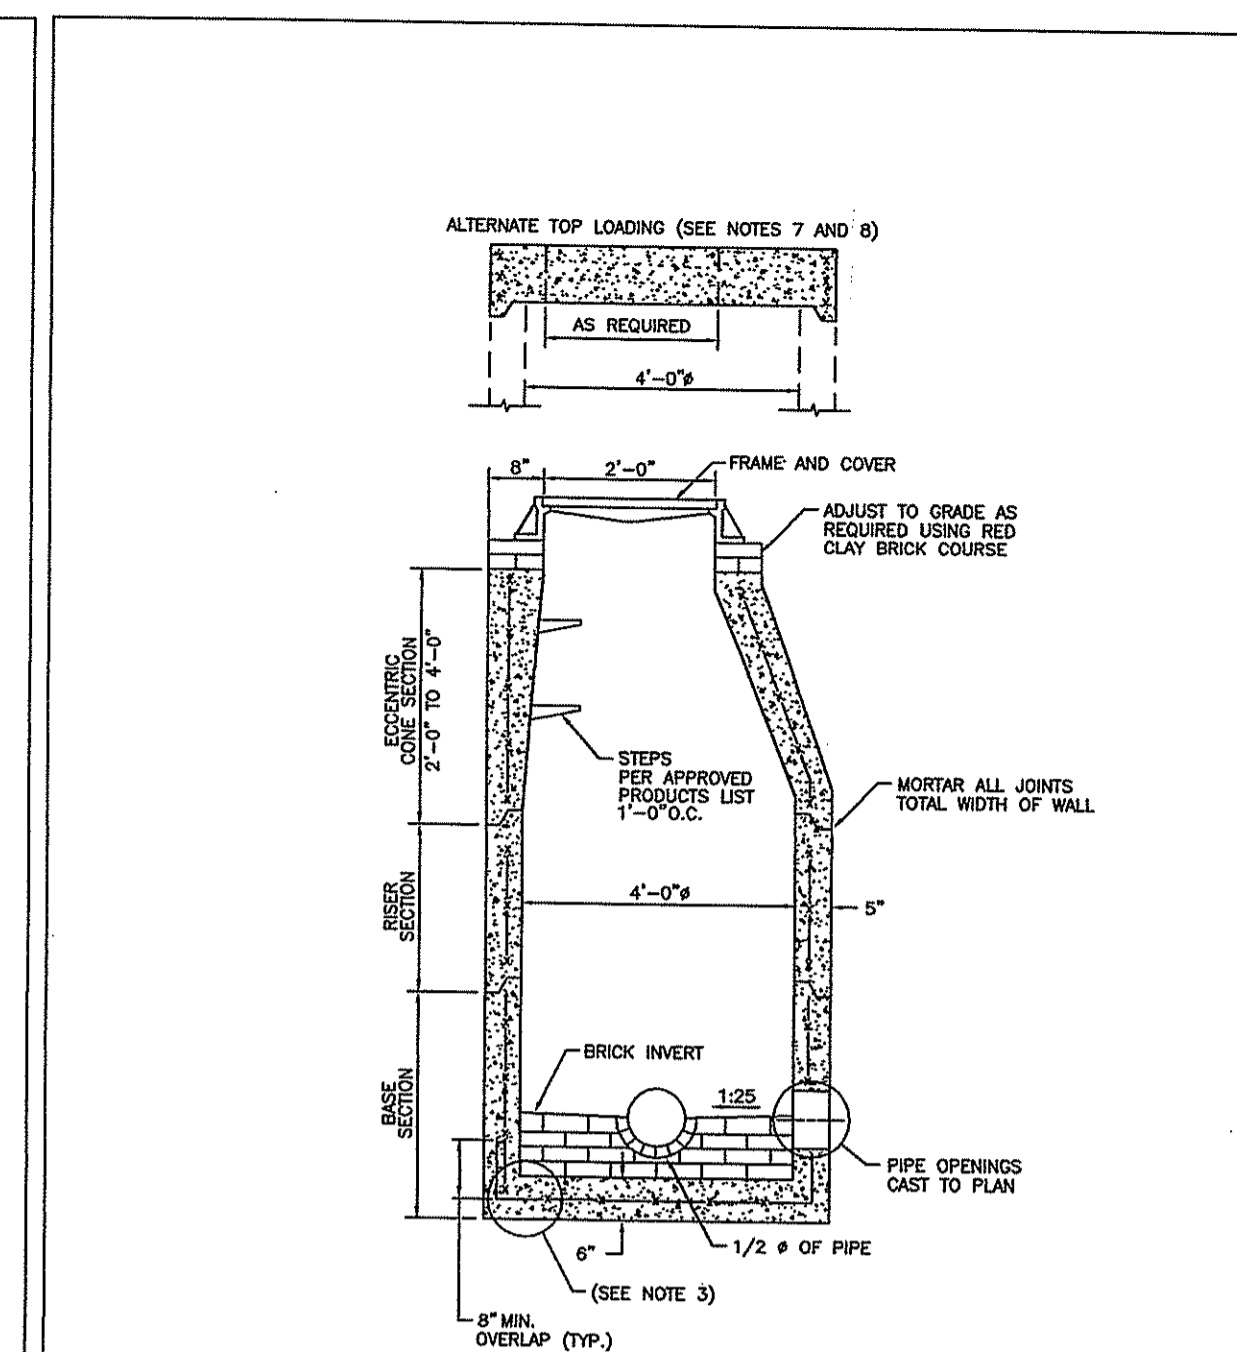 ALTERNATE TOP LOADING (SEE NOTES 7 AND 8)
AS REQUIRED
4'-0"ø
8"
2'-0"
FRAME AND COVER
ADJUST TO GRADE AS
REQUIRED USING RED
CLAY BRICK COURSE
ECCENTRIC
CONE SECTION
2'-0" TO 4'-0"
STEPS
PER APPROVED
PRODUCTS LIST
1'-0"O.C.
MORTAR ALL JOINTS
TOTAL WIDTH OF WALL
RISER
SECTION
4'-0"ø
5"
BASE
SECTION
BRICK INVERT
1:25
PIPE OPENINGS
CAST TO PLAN
6"
1/2 ø OF PIPE
(SEE NOTE 3)
8" MIN.
OVERLAP (TYP.)